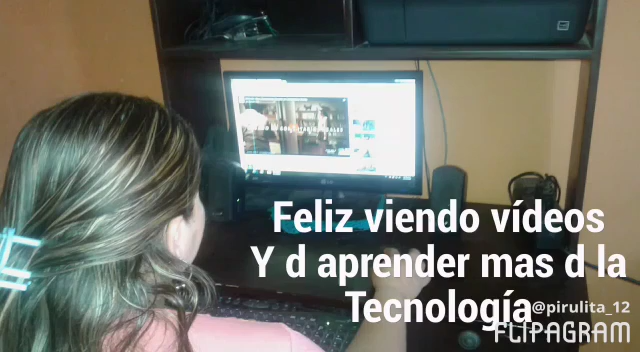 Feliz viendo vídeos
Y d aprender mas d la
Tecnología
@pirulita_12
FLIPAGRAM